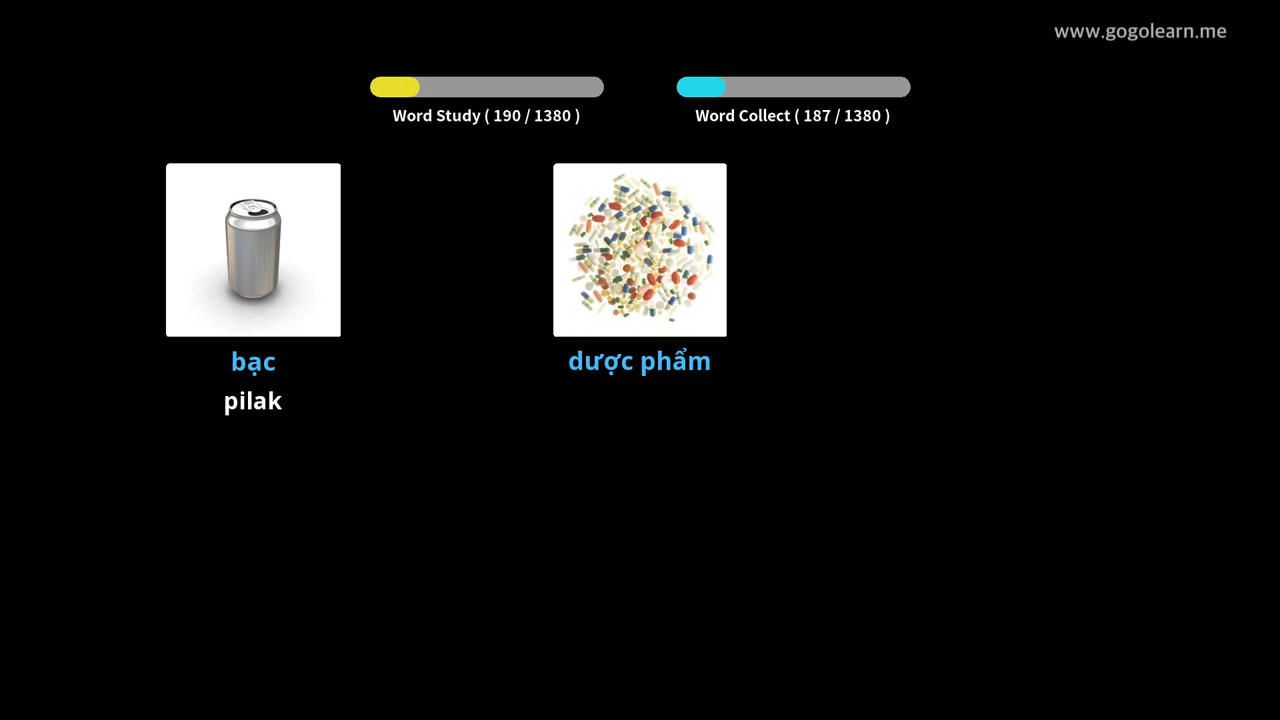 www.gogolearn.me
Word Study ( 190 / 1380 )
Word Collect ( 187 / 1380 )
bạc
dược phẩm
pilak